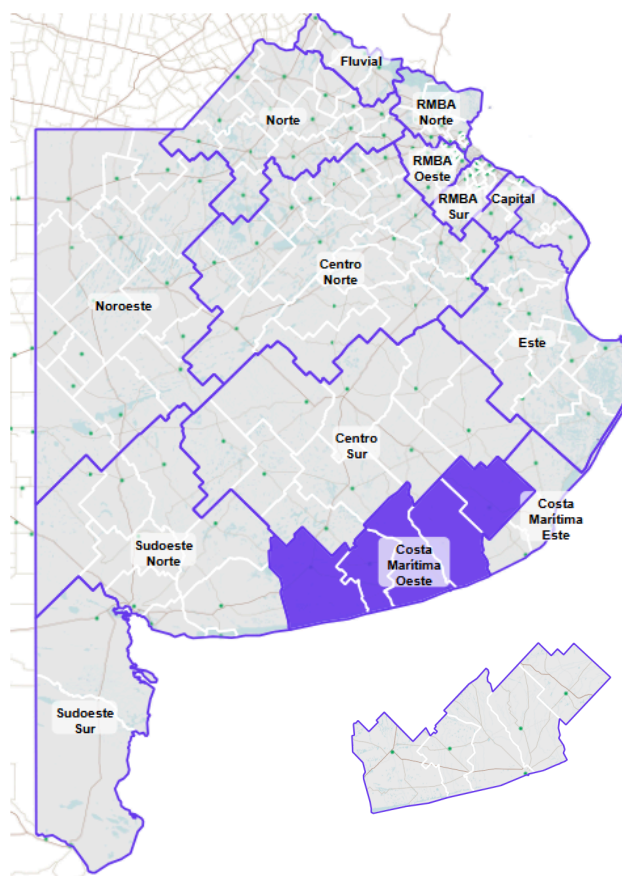 Fluvial
RMBA
Norte
Norte
RMBA
Oeste
RMBA
Sur
Capital
Centro
Norte
Noroeste
Este
Centro
Sur
Costa
Marítima
Este
Sudoeste
Norte
Costa
Marítima
Oeste
Sudoeste
Sur